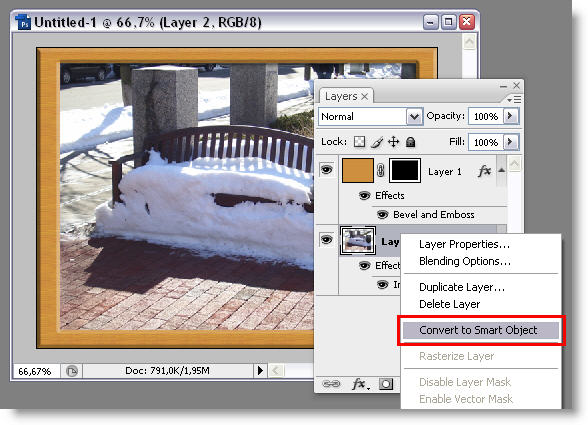 Untitled-1 @ 66,7% (Layer 2, RGB/8)
Layers
Normal
Opacity: 100%
Lock:
Fill: 100%
Layer 1
fx
Effects
Bevel and Emboss
Lay
Effec
In
Layer Properties...
Blending Options...
Duplicate Layer...
Delete Layer
Convert to Smart Object
Rasterize Layer
Disable Layer Mask
Enable Vector Mask
66,67%
Doc: 791,0K/1,95M
fx.